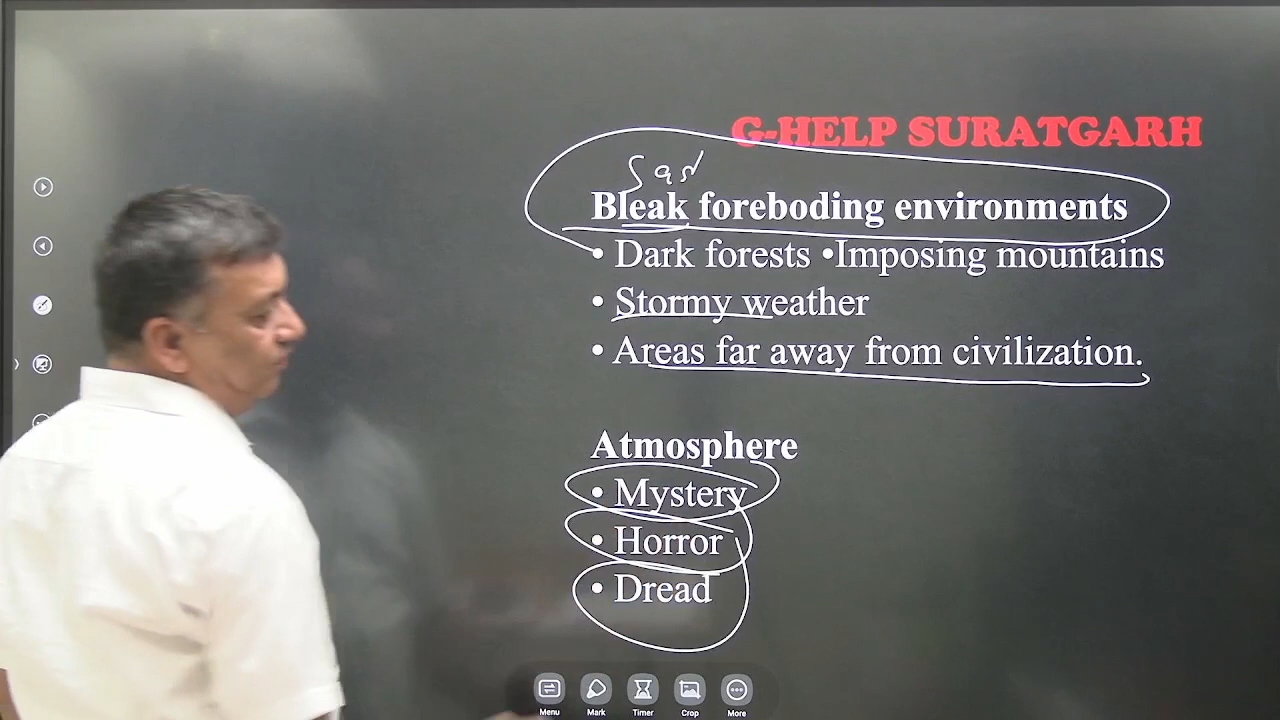 G-HELP SURATGARH
Sad
Bleak foreboding environments
• Dark forests •Imposing mountains
• Stormy weather
• Areas far away from civilization.
Atmosphere
• Mystery
• Horror
• Dread
Menu Mark Timer Crop More